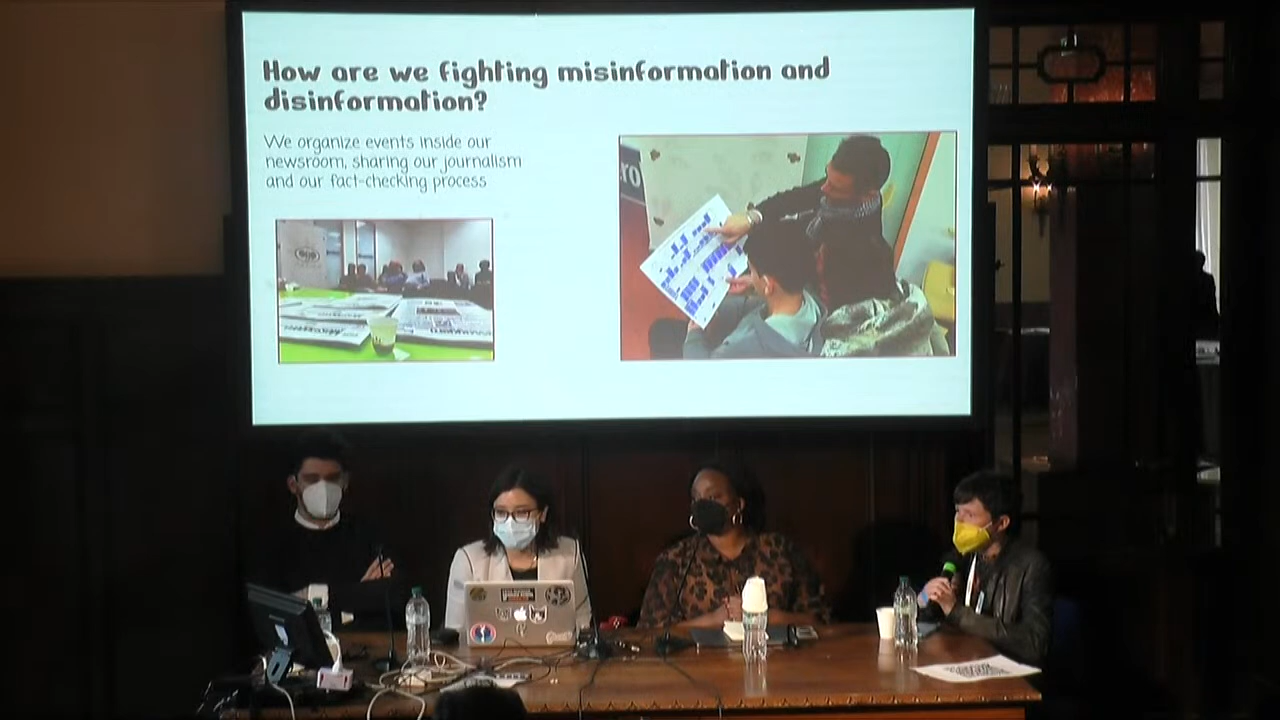 How are we fighting misinformation and
disinformation?
We organize events inside our
newsroom, sharing our journalism
and our fact-checking process